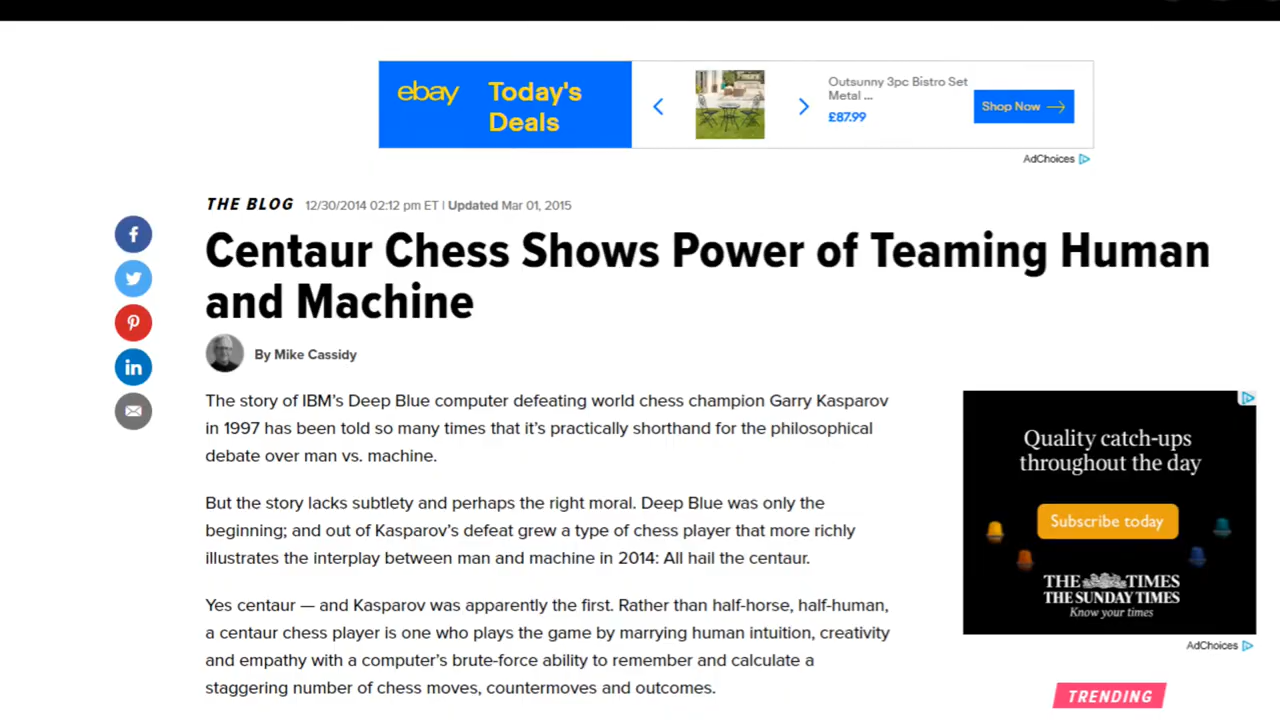 ebay
Today's
Deals
Outsunny 3pc Bistro Set
Metal ...
£87.99
Shop Now
AdChoices
THE BLOG 12/30/2014 02:12 pm ET | Updated Mar 01, 2015
Centaur Chess Shows Power of Teaming Human
and Machine
By Mike Cassidy
The story of IBM’s Deep Blue computer defeating world chess champion Garry Kasparov
in 1997 has been told so many times that it’s practically shorthand for the philosophical
debate over man vs. machine.
But the story lacks subtlety and perhaps the right moral. Deep Blue was only the
beginning; and out of Kasparov’s defeat grew a type of chess player that more richly
illustrates the interplay between man and machine in 2014: All hail the centaur.
Yes centaur — and Kasparov was apparently the first. Rather than half-horse, half-human,
a centaur chess player is one who plays the game by marrying human intuition, creativity
and empathy with a computer’s brute-force ability to remember and calculate a
staggering number of chess moves, countermoves and outcomes.
Quality catch-ups
throughout the day
Subscribe today
THE TIMES
THE SUNDAY TIMES
Know your times
AdChoices
TRENDING